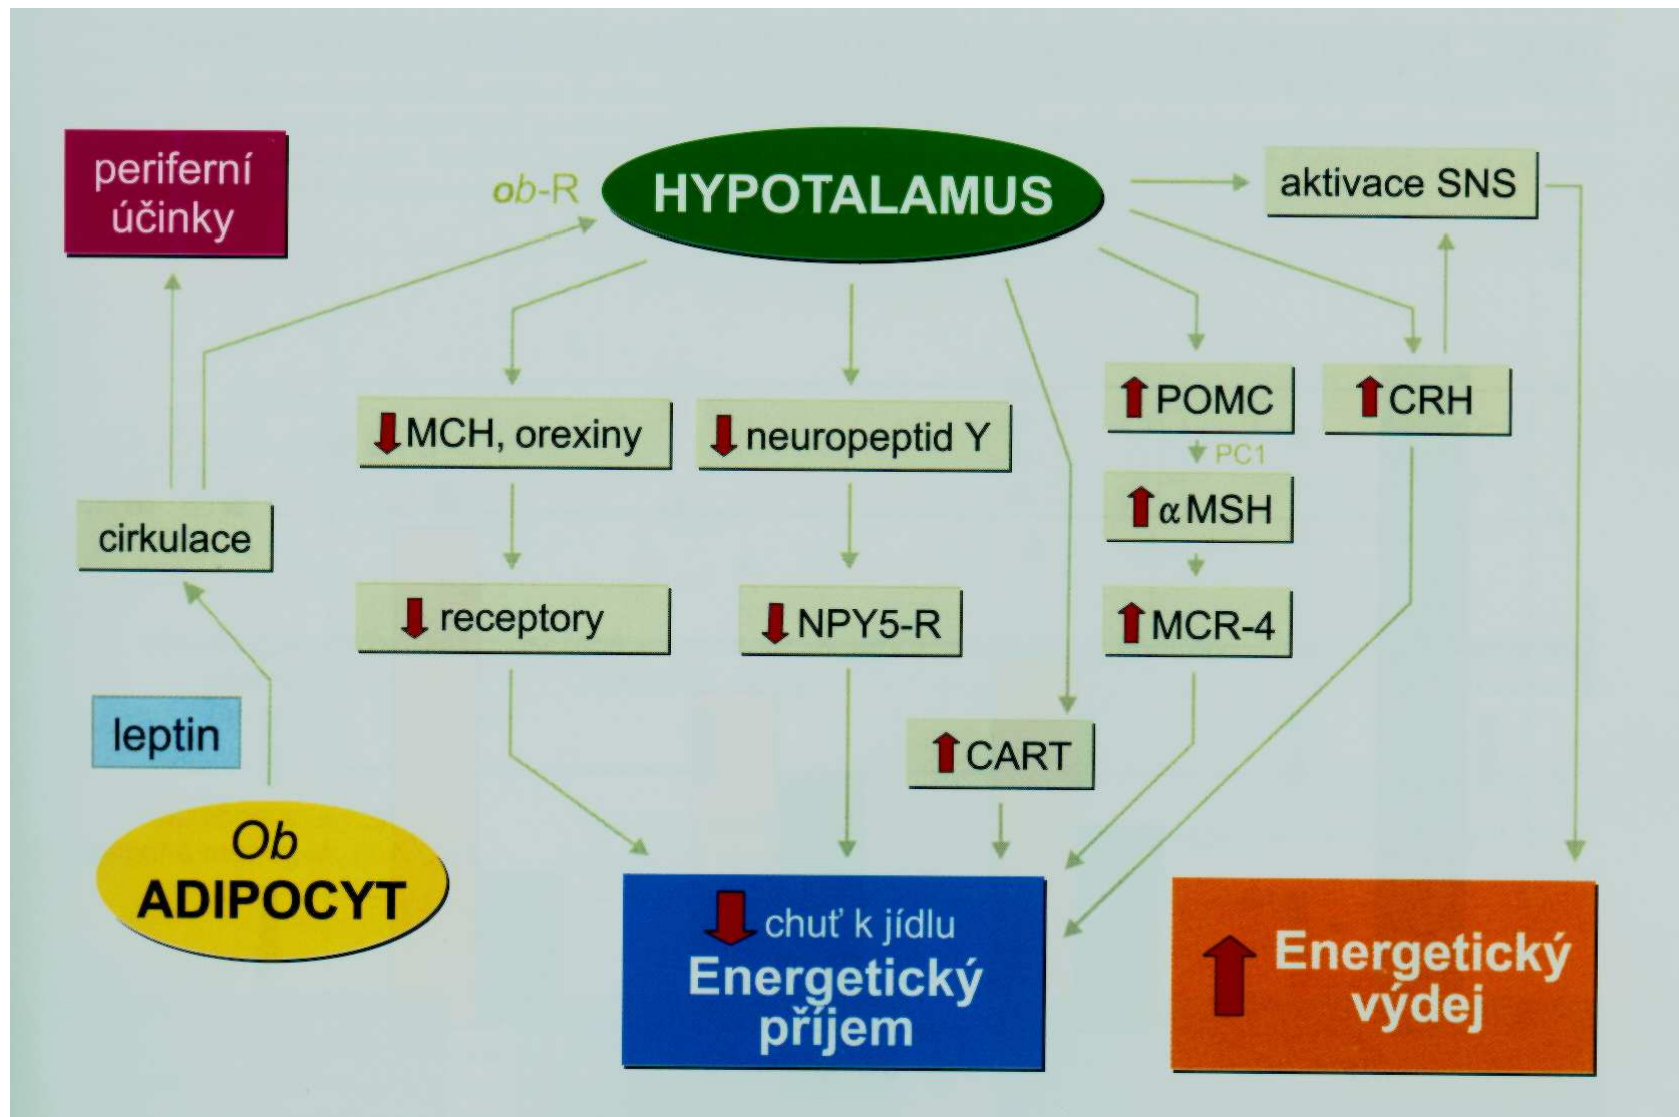 periferní
účinky
ob-R
HYPOTALAMUS
aktivace SNS
MCH, orexiny
neuropeptid Y
POMC
CRH
PC1
αMSH
cirkulace
receptory
NPY5-R
MCR-4
leptin
CART
Ob
ADIPOCYT
chuť k jídlu
Energetický
příjem
Energetický
výdej